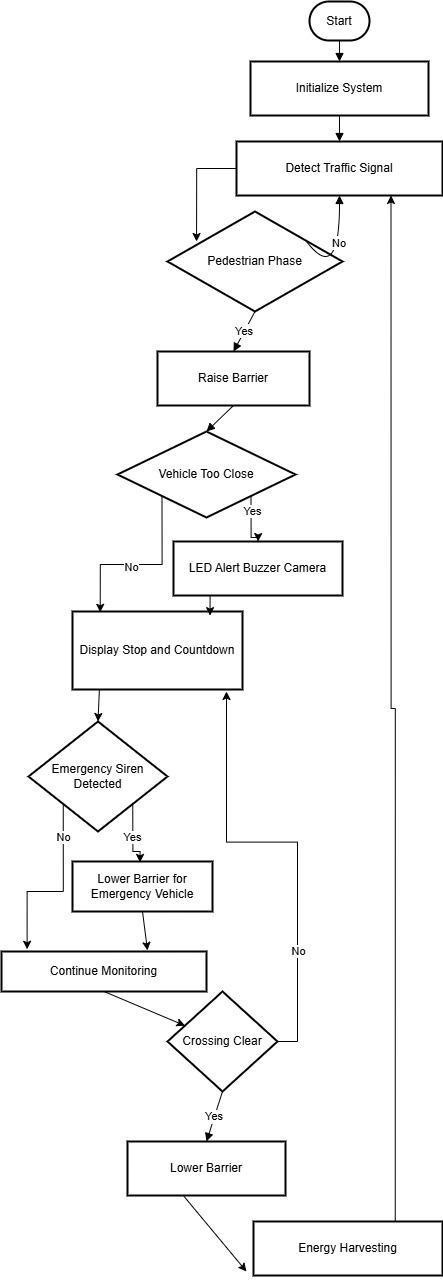 Start
Initialize System
Detect Traffic Signal
No
Pedestrian Phase
Yes
Raise Barrier
Vehicle Too Close
Yes
No
LED Alert Buzzer Camera
Display Stop and Countdown
Emergency Siren
Detected
No
Yes
Lower Barrier for
Emergency Vehicle
No
Continue Monitoring
Crossing Clear
Yes
Lower Barrier
Energy Harvesting